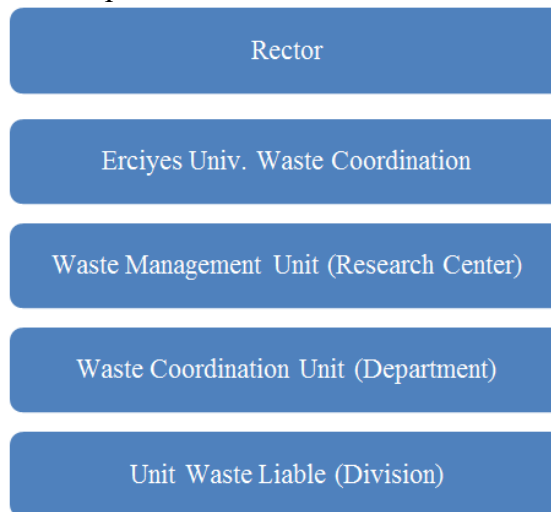 Rector
Erciyes Univ. Waste Coordination
Waste Management Unit (Research Center)
Waste Coordination Unit (Department)
Unit Waste Liable (Division)